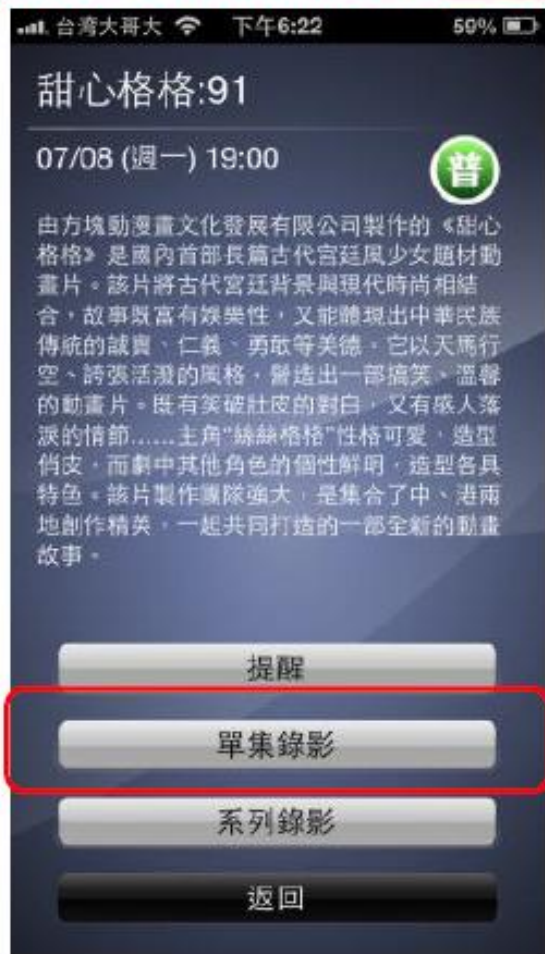 台湾大哥大 下午6:22 59%
甜心格格:91
07/08 (週一) 19:00
普
由方塊動漫畫文化發展有限公司製作的《甜心
格格》是國內首部長篇古代宮廷風少女題材動
畫片。該片將古代宮廷背景與現代時尚相結
合，故事既富有娛樂性，又能體現出中華民族
傳統的誠實、仁義、勇敢等美德。它以天馬行
空、誇張活潑的風格，營造出一部搞笑、溫馨
的動畫片。既有笑破肚皮的對白，又有感人落
淚的情節……主角“絲絲格格”性格可愛，造型
俏皮，而劇中其他角色的個性鮮明，造型各具
特色。該片製作團隊強大，是集合了中、港兩
地創作精英，一起共同打造的一部全新的動畫
故事。
提醒
單集錄影
系列錄影
返回